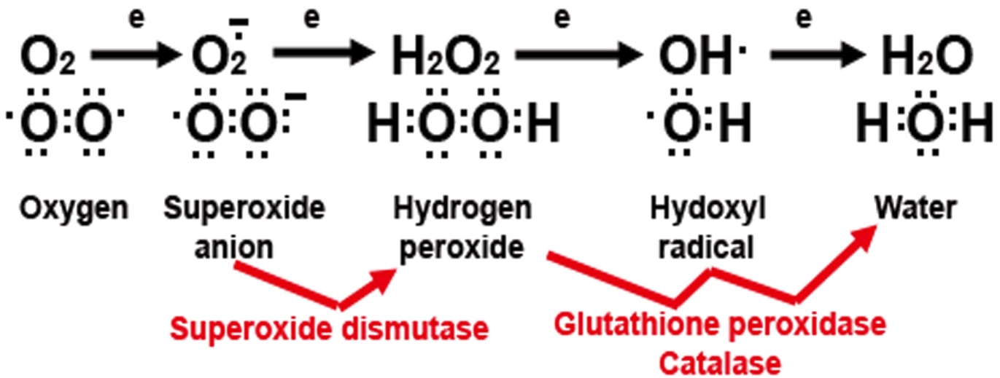 e e e e
O₂ O₂·⁻ H₂O₂ OH· H₂O
·O:O· ·O:O:⁻ H:O:O:H ·O:H H:O:H
Oxygen Superoxide anion Hydrogen peroxide Hydoxyl radical Water
Superoxide dismutase
Glutathione peroxidase
Catalase